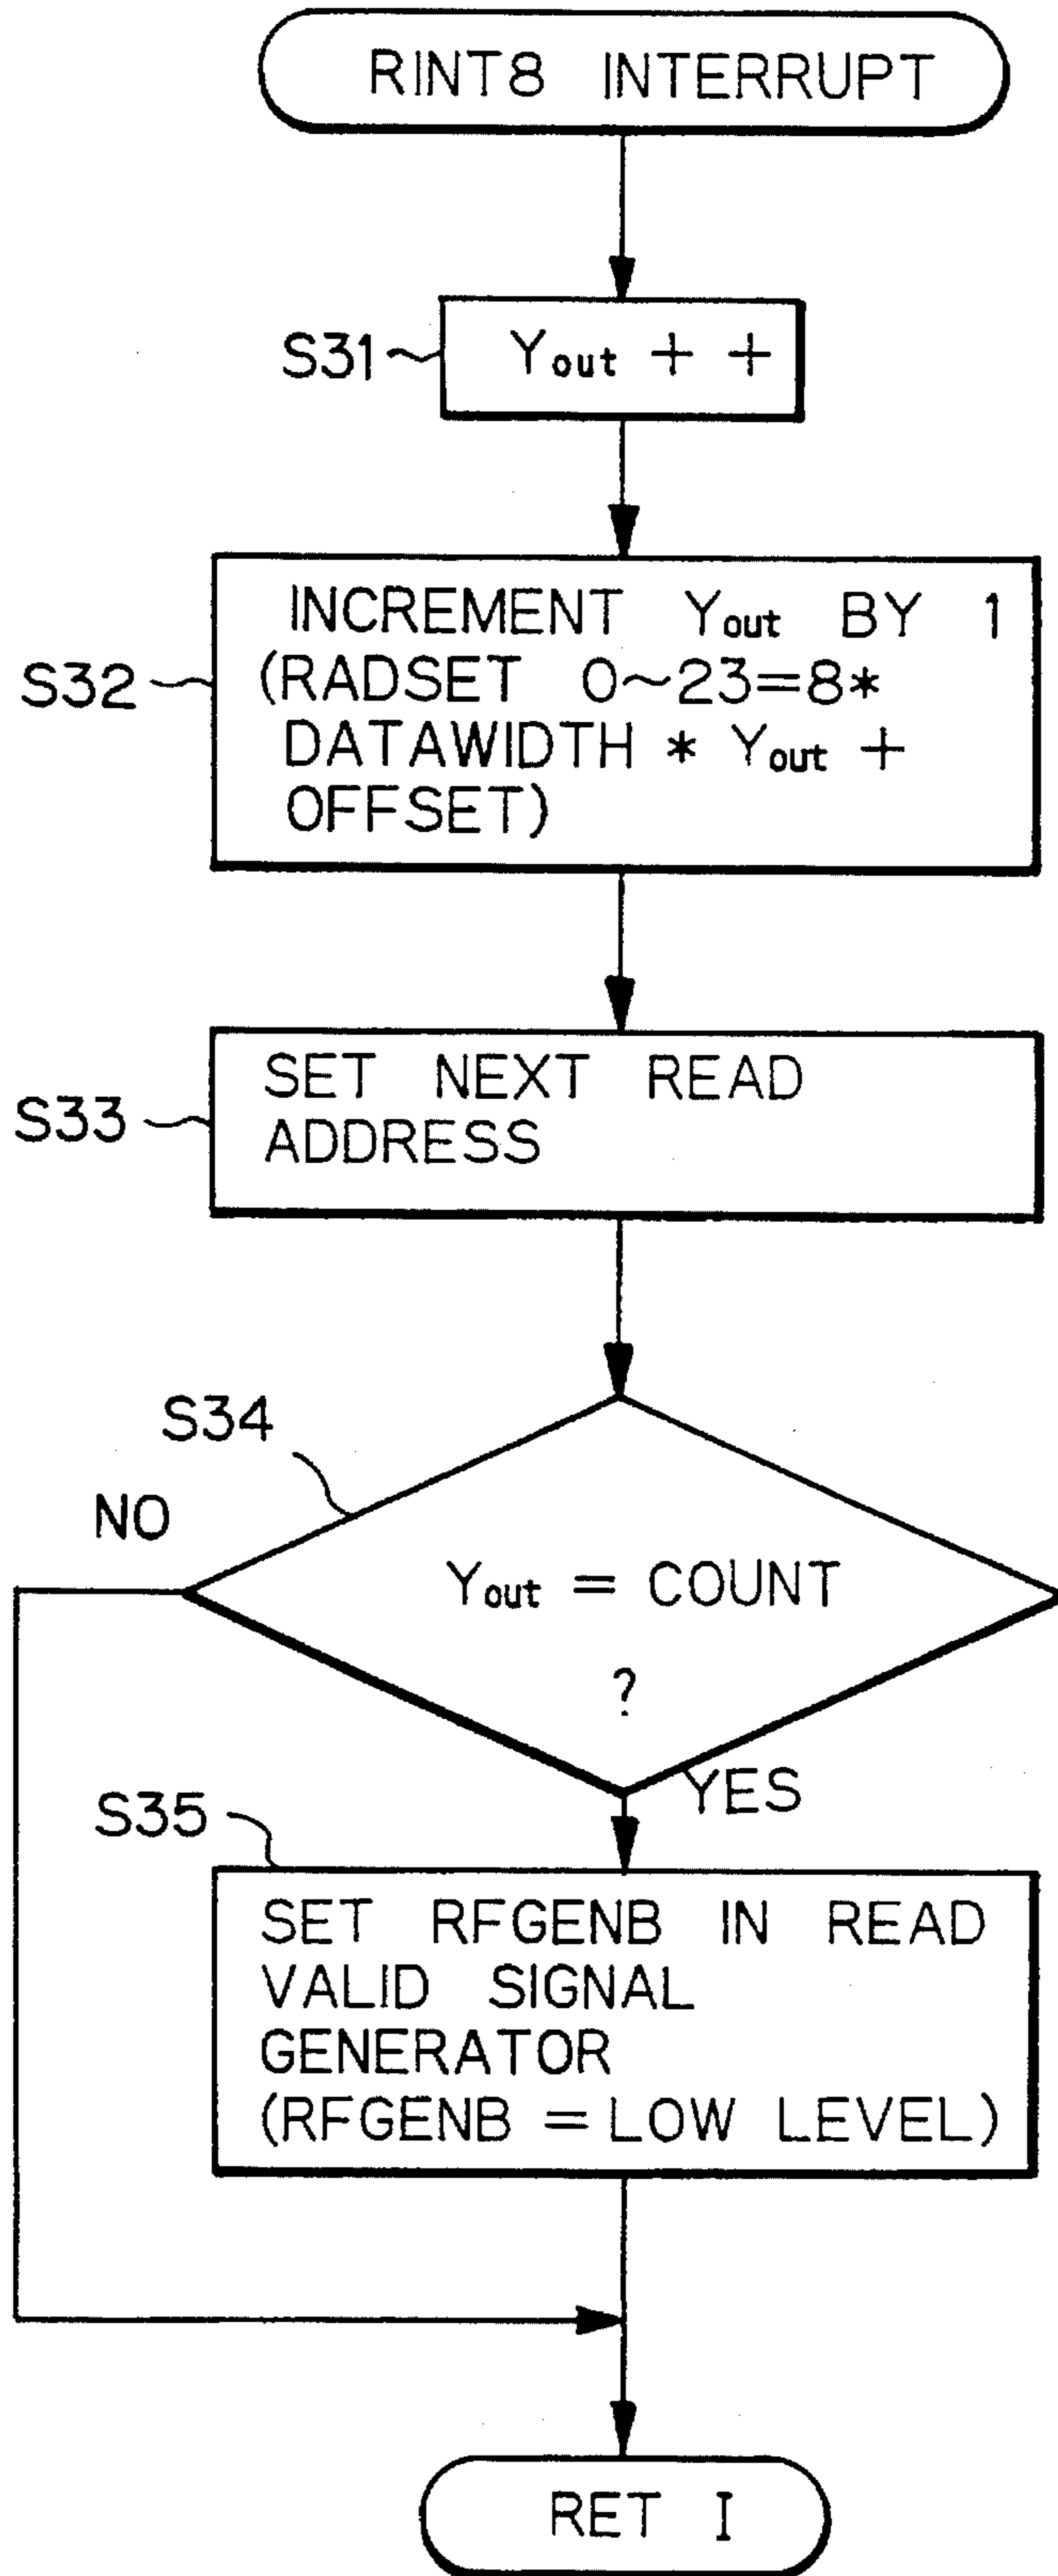 RINT8 INTERRUPT
S31
Yout + +
S32
INCREMENT Yout BY 1
(RADSET 0~23=8*
DATAWIDTH * Yout +
OFFSET)
S33
SET NEXT READ
ADDRESS
S34
NO
Yout = COUNT
?
YES
S35
SET RFGENB IN READ
VALID SIGNAL
GENERATOR
(RFGENB = LOW LEVEL)
RET I